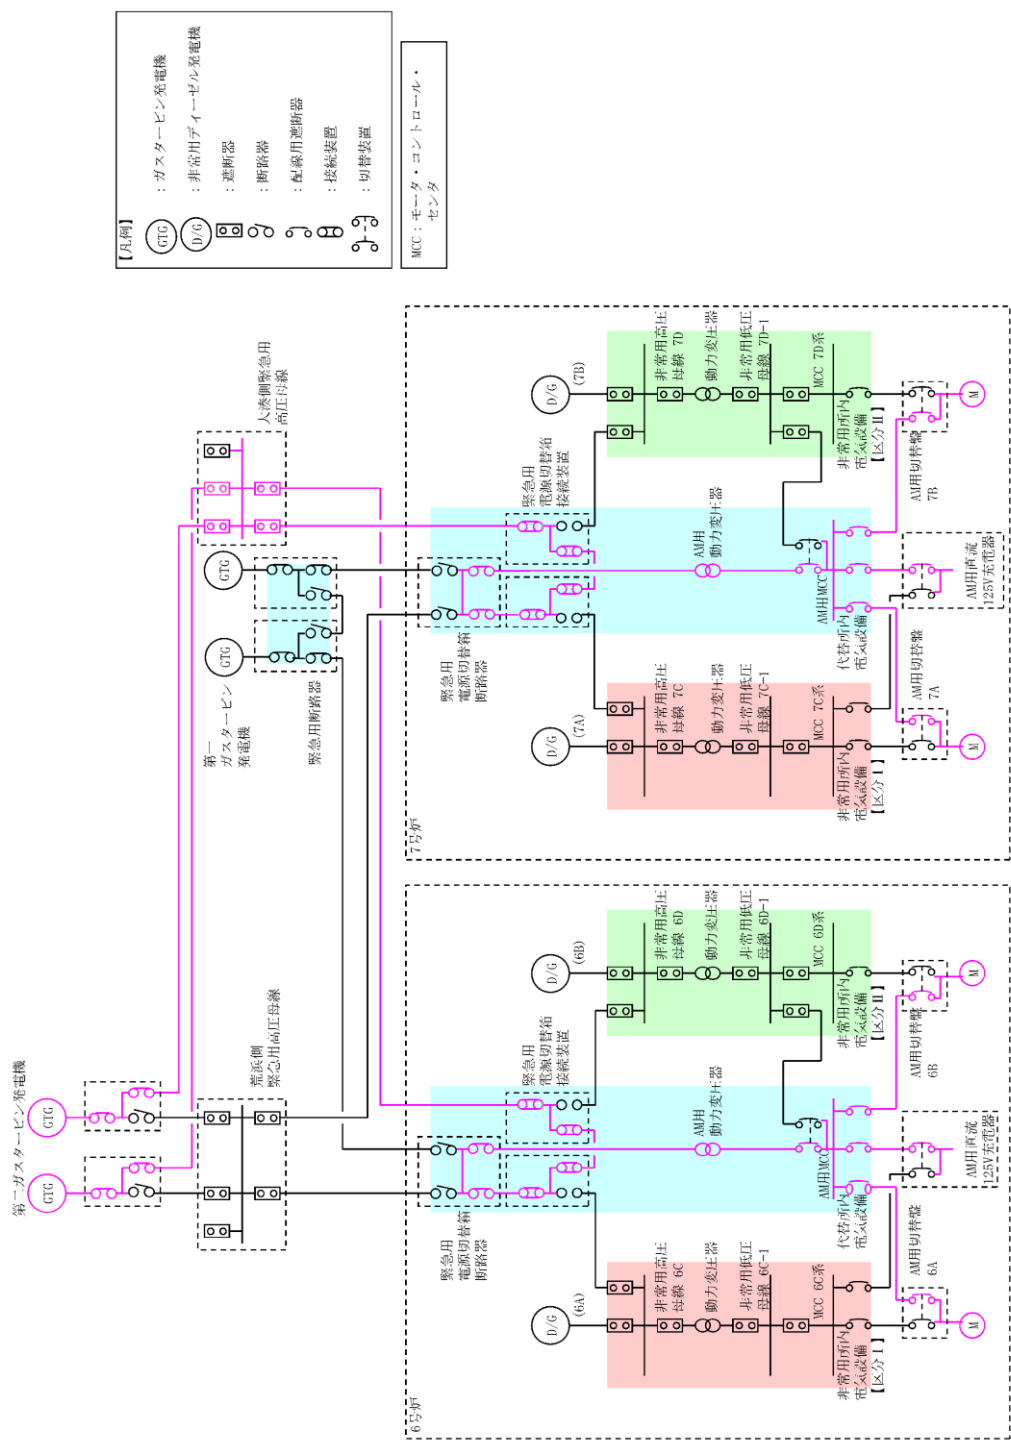 【凡例】
GTG
：ガスタービン発電機
D/G
：非常用ディーゼル発電機
：遮断器
：断路器
：配線用遮断器
：接続装置
：切替装置
MCC：モータ・コントロール・
センタ
第二ガスタービン発電機
GTG
GTG
荒浜側
緊急用高圧母線
大湊側緊急用
高圧母線
第一
ガスタービン
発電機
GTG
GTG
緊急用断路器
6号炉
緊急用
電源切替箱
断路器
緊急用
電源切替箱
接続装置
D/G
(6A)
非常用高圧
母線 6C
動力変圧器
非常用低圧
母線 6C-1
MCC 6C系
非常用所内
電気設備
【区分Ⅰ】
AM用
動力変圧器
AM用MCC
代替所内
電気設備
D/G
(6B)
非常用高圧
母線 6D
動力変圧器
非常用低圧
母線 6D-1
MCC 6D系
非常用所内
電気設備
【区分Ⅱ】
AM用切替盤
6A
M
AM用直流
125V充電器
AM用切替盤
6B
M
7号炉
緊急用
電源切替箱
断路器
緊急用
電源切替箱
接続装置
D/G
(7A)
非常用高圧
母線 7C
動力変圧器
非常用低圧
母線 7C-1
MCC 7C系
非常用所内
電気設備
【区分Ⅰ】
AM用
動力変圧器
AM用MCC
代替所内
電気設備
D/G
(7B)
非常用高圧
母線 7D
動力変圧器
非常用低圧
母線 7D-1
MCC 7D系
非常用所内
電気設備
【区分Ⅱ】
AM用切替盤
7A
M
AM用直流
125V充電器
AM用切替盤
7B
M